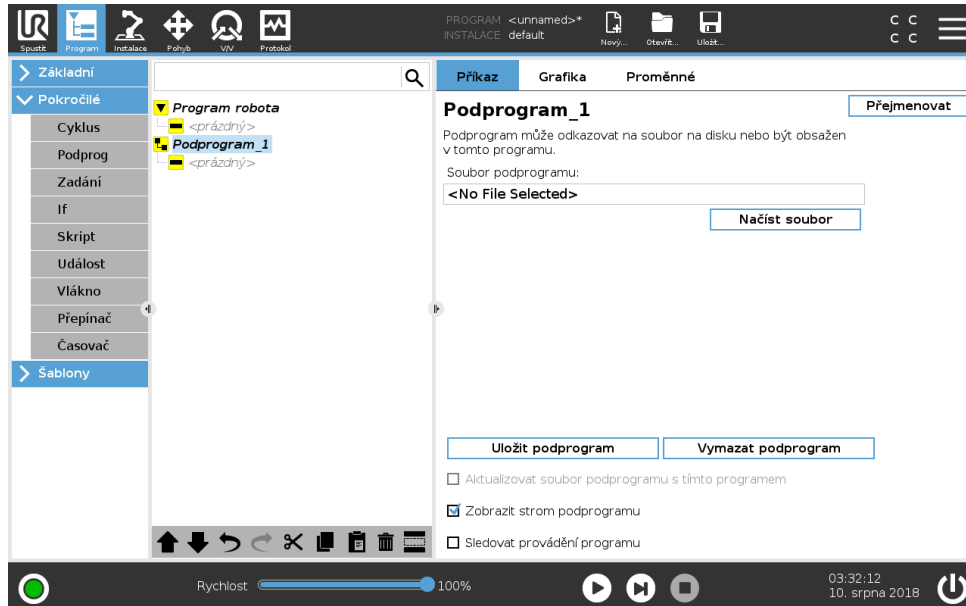 PROGRAM <unnamed>*
INSTALACE default
Spustit
Program
Instalace
Pohyb
V/V
Protokol
Nový...
Otevřít...
Uložit...
C C
C C
Základní
Pokročilé
Cyklus
Podprog
Zadání
If
Skript
Událost
Vlákno
Přepínač
Časovač
Šablony
Program robota
<prázdný>
Podprogram_1
<prázdný>
Příkaz
Grafika
Proměnné
Podprogram_1
Přejmenovat
Podprogram může odkazovat na soubor na disku nebo být obsažen
v tomto programu.
Soubor podprogramu:
<No File Selected>
Načíst soubor
Uložit podprogram
Vymazat podprogram
Aktualizovat soubor podprogramu s tímto programem
Zobrazit strom podprogramu
Sledovat provádění programu
Rychlost
100%
03:32:12
10. srpna 2018